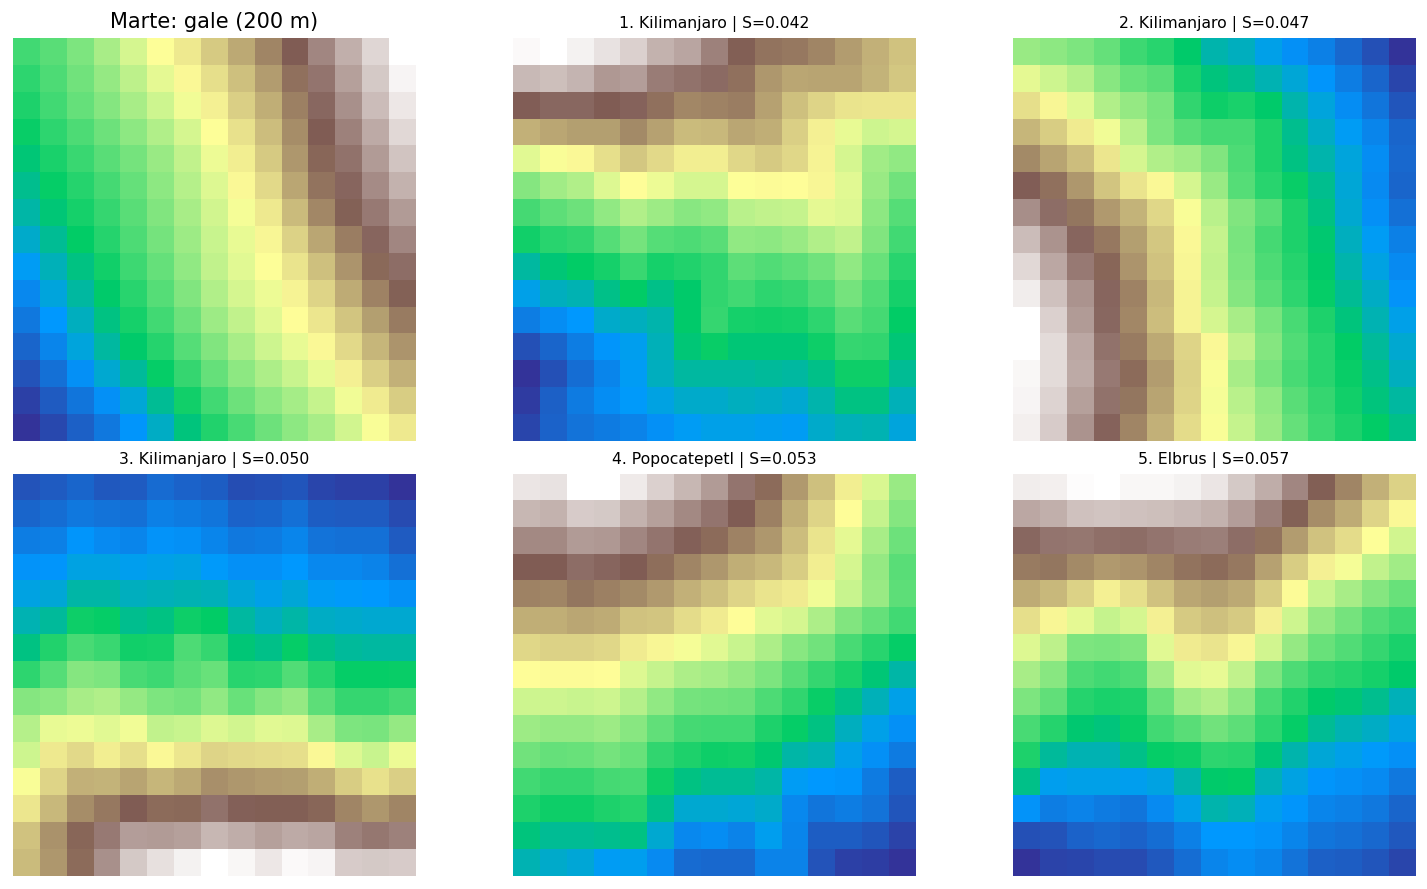 Marte: gale (200 m)
1. Kilimanjaro | S=0.042
2. Kilimanjaro | S=0.047
3. Kilimanjaro | S=0.050
4. Popocatepetl | S=0.053
5. Elbrus | S=0.057